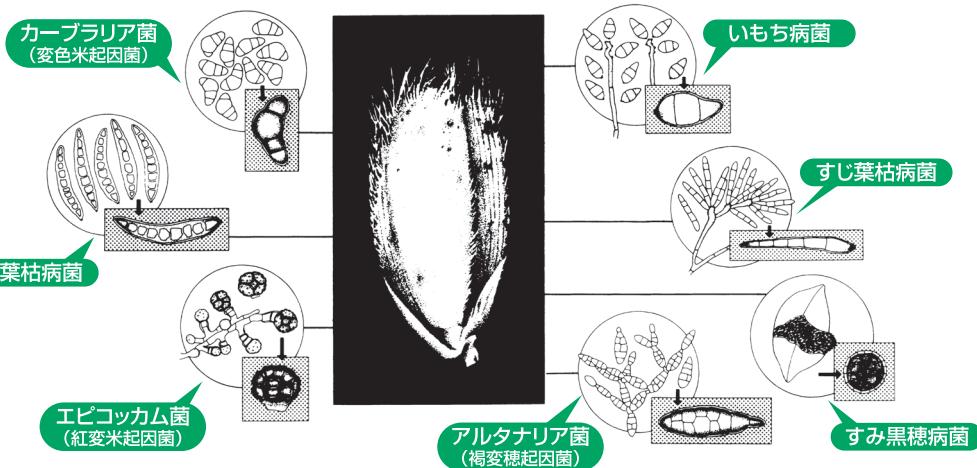 カーブラリア菌
(変色米起因菌)
いもち病菌
すじ葉枯病菌
葉枯病菌
エピコッカム菌
(紅変米起因菌)
アルタナリア菌
(褐変穂起因菌)
すみ黒穂病菌